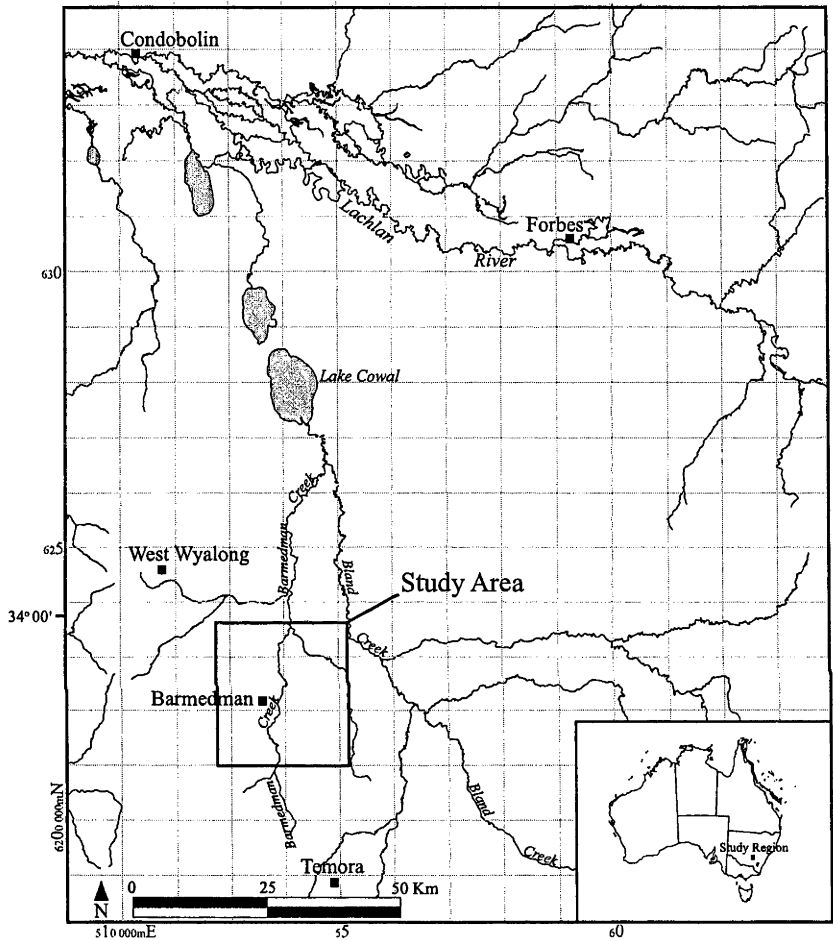 Condobolin
Lachlan
River
Forbes
630
Lake Cowal
Creek
Barmedman
Bland
625
West Wyalong
Study Area
34°00'
Creek
Barmedman
Creek
6200 000mN
Barmedman
Bland
Creek
Study Region
Temora
0 25 50 Km
N
510 000mE 55 60